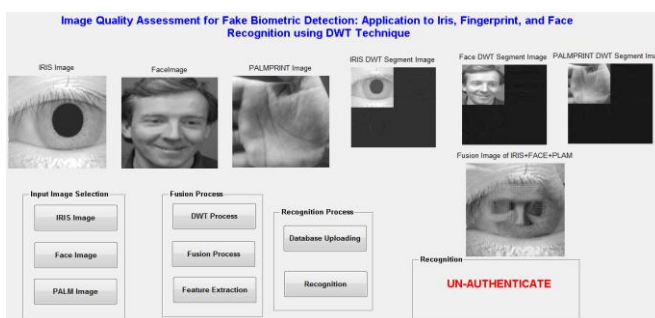 Image Quality Assessment for Fake Biometric Detection: Application to Iris, Fingerprint, and Face
Recognition using DWT Technique
IRIS Image
FaceImage
PALMPRINT Image
IRIS DWT Segment Image
Face DWT Segment Image
PALMPRINT DWT Segment Ima
Fusion Image of IRIS+FACE+PLAM
Input Image Selection
IRIS Image
Face Image
PALM Image
Fusion Process
DWT Process
Fusion Process
Feature Extraction
Recognition Process
Database Uploading
Recognition
Recognition
UN-AUTHENTICATE